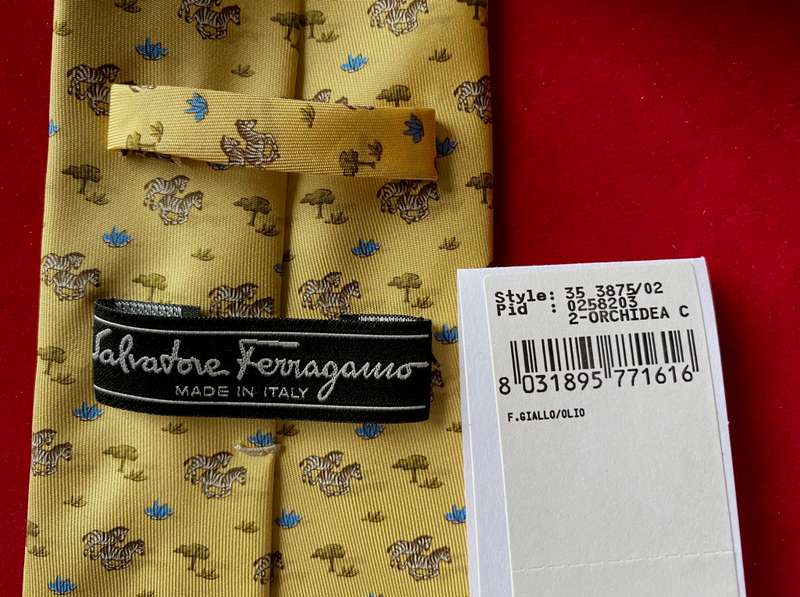 Salvatore Ferragamo
MADE IN ITALY
Style: 35 3875/02
Pid : 0258203
2-ORCHIDEA C
8 031895 771616
F.GIALLO/OLIO